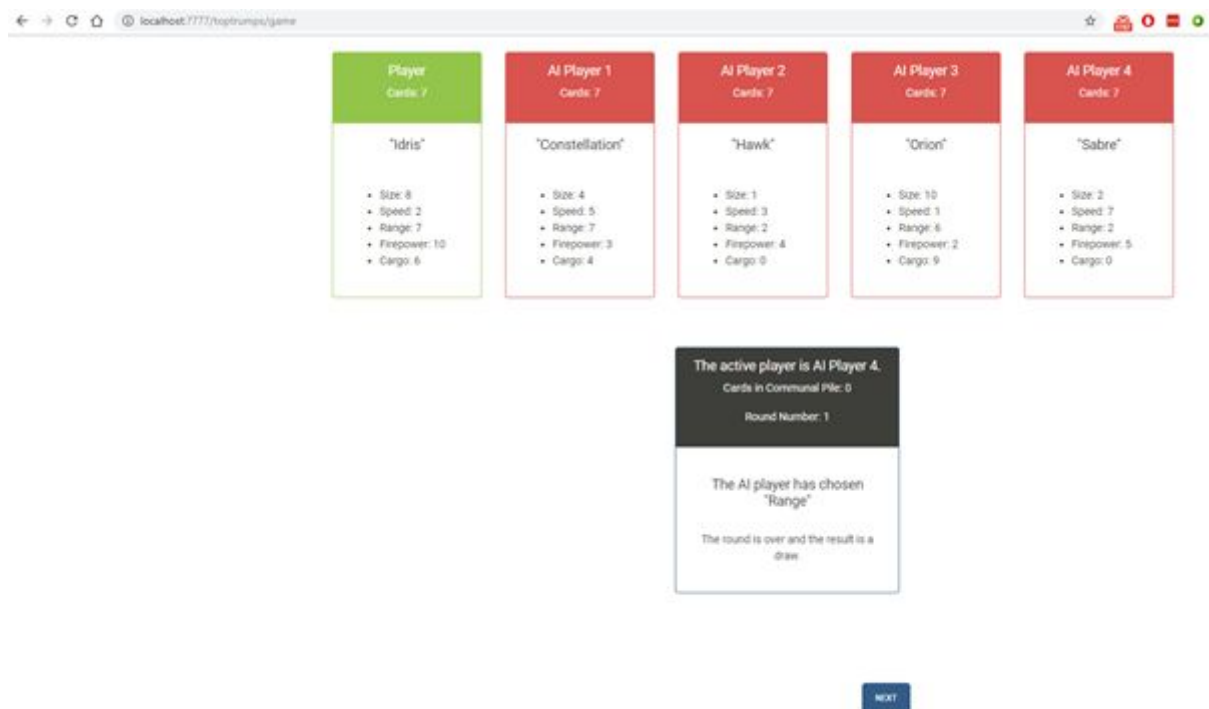 localhost:7777/toptrumps/game
Player
Cards: 7
"Idris"
Size: 8
Speed: 2
Range: 7
Firepower: 10
Cargo: 6
AI Player 1
Cards: 7
"Constellation"
Size: 4
Speed: 5
Range: 7
Firepower: 3
Cargo: 4
AI Player 2
Cards: 7
"Hawk"
Size: 1
Speed: 3
Range: 2
Firepower: 4
Cargo: 0
AI Player 3
Cards: 7
"Orion"
Size: 10
Speed: 1
Range: 6
Firepower: 2
Cargo: 9
AI Player 4
Cards: 7
"Sabre"
Size: 2
Speed: 7
Range: 2
Firepower: 5
Cargo: 0
The active player is AI Player 4.
Cards in Communal Pile: 0
Round Number: 1
The AI player has chosen
"Range"
The round is over and the result is a
draw
NEXT